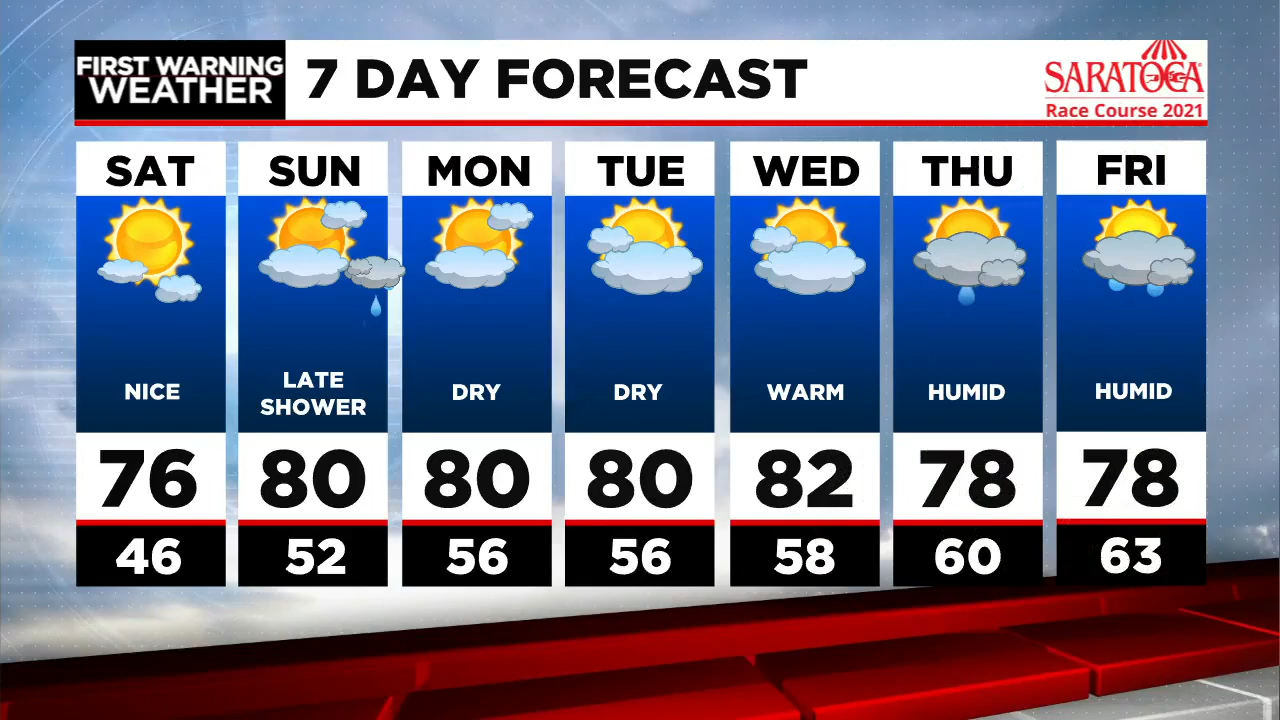 FIRST WARNING
WEATHER
7 DAY FORECAST
SARATOGA
Race Course 2021
SAT
SUN
MON
TUE
WED
THU
FRI
NICE
LATE
SHOWER
DRY
DRY
WARM
HUMID
HUMID
76
80
80
80
82
78
78
46
52
56
56
58
60
63